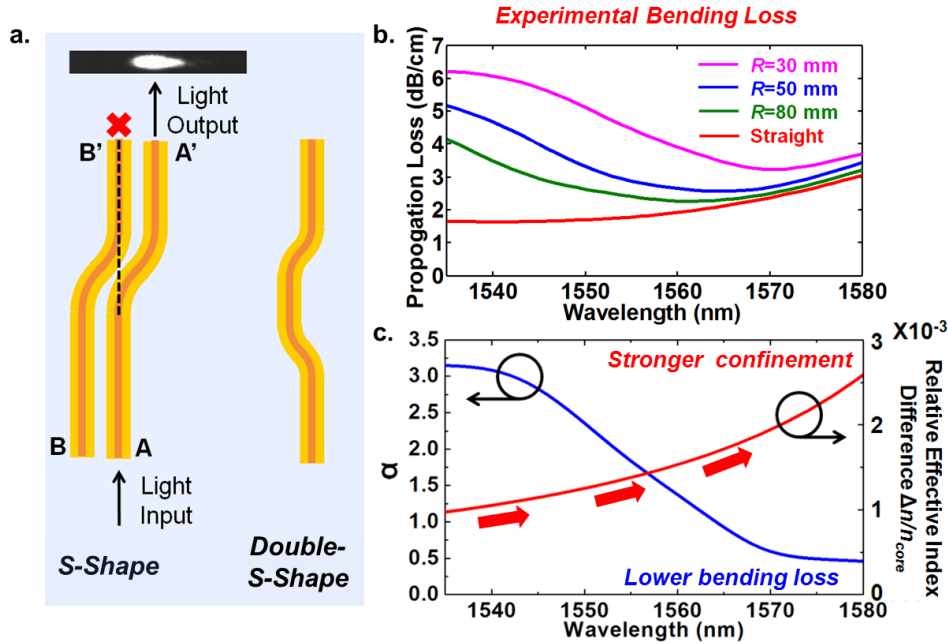 a.
Light
Output
B'
A'
B
A
Light
Input
S-Shape
Double-
S-Shape
Experimental Bending Loss
b.
Propogation Loss (dB/cm)
7
6
5
4
3
2
1
0
R=30 mm
R=50 mm
R=80 mm
Straight
1540
1550
1560
1570
1580
Wavelength (nm)
c.
α
3.5
3.0
2.5
2.0
1.5
1.0
0.5
0.0
Stronger confinement
Lower bending loss
X10-3
3
2
1
0
Relative Effective Index
Difference Δn/ncore
1540
1550
1560
1570
1580
Wavelength (nm)